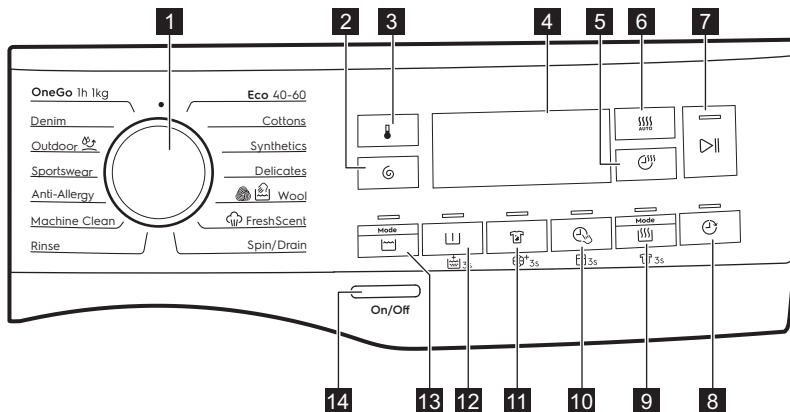 1
2
3
4
5
6
7
OneGo 1h 1kg
Eco 40-60
Denim
Cottons
Outdoor
Synthetics
Sportswear
Delicates
Anti-Allergy
Wool
Machine Clean
FreshScent
Rinse
Spin/Drain
AUTO
Mode
Mode
3s
3s
3s
3s
On/Off
14
13
12
11
10
9
8